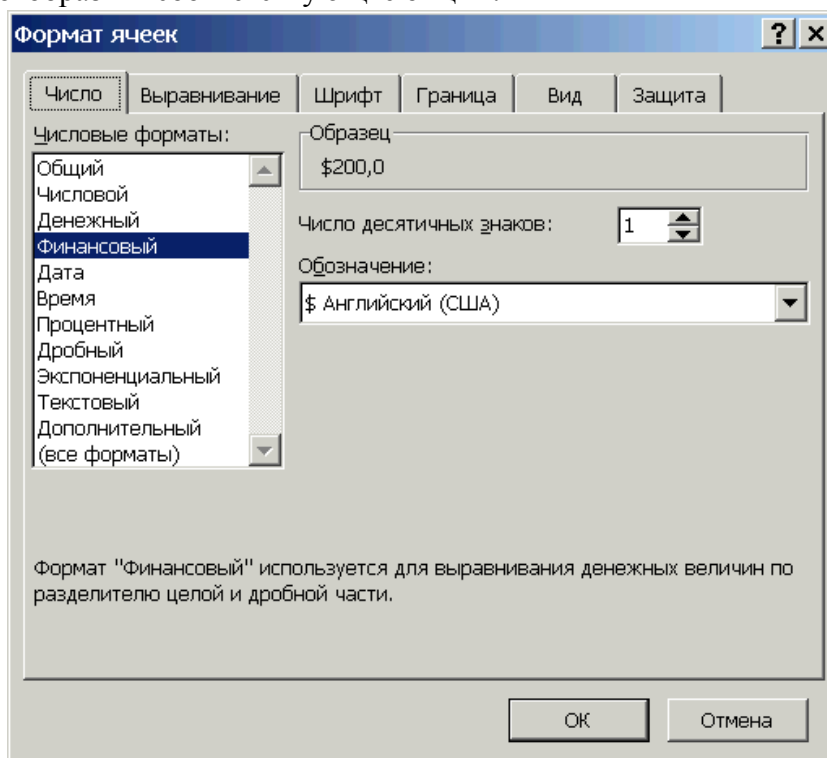 Формат ячеек
Число Выравнивание Шрифт Граница Вид Защита
Числовые форматы:
Общий
Числовой
Денежный
Финансовый
Дата
Время
Процентный
Дробный
Экспоненциальный
Текстовый
Дополнительный
(все форматы)
Образец
$200,0
Число десятичных знаков: 1
Обозначение:
$ Английский (США)
Формат "Финансовый" используется для выравнивания денежных величин по
разделителю целой и дробной части.
ОК Отмена